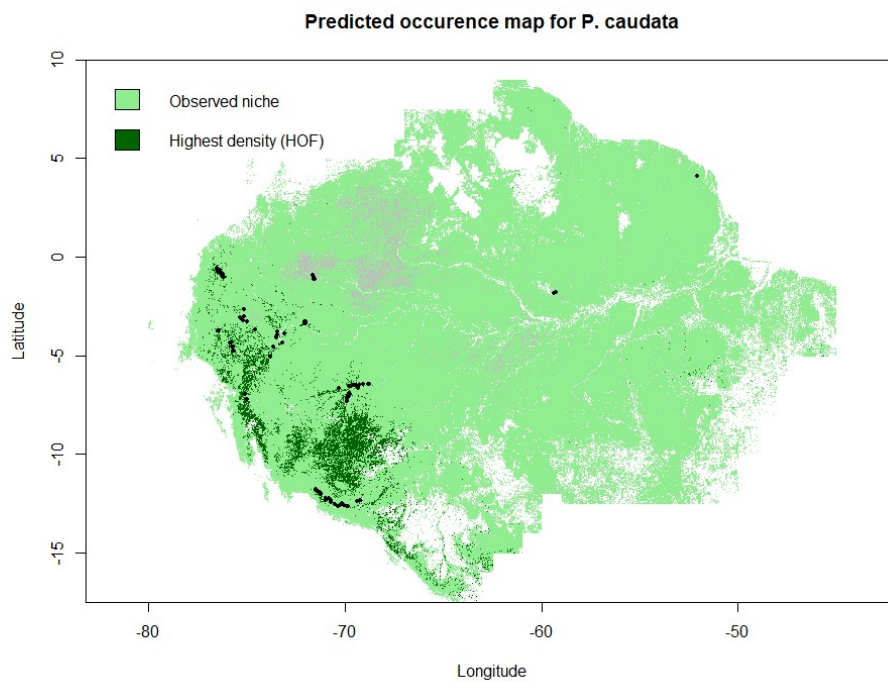 Predicted occurence map for P. caudata
Observed niche
Highest density (HOF)
Latitude
10
5
0
-5
-10
-15
-80
-70
-60
-50
Longitude